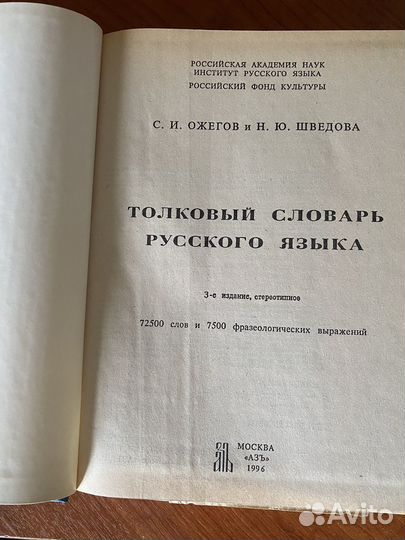 РОССИЙСКАЯ АКАДЕМИЯ НАУК
ИНСТИТУТ РУССКОГО ЯЗЫКА
РОССИЙСКИЙ ФОНД КУЛЬТУРЫ
С. И. ОЖЕГОВ и Н. Ю. ШВЕДОВА
ТОЛКОВЫЙ СЛОВАРЬ
РУССКОГО ЯЗЫКА
3-е издание, стереотипное
72500 слов и 7500 фразеологических выражений
МОСКВА
«АЗЪ»
1996
Avito